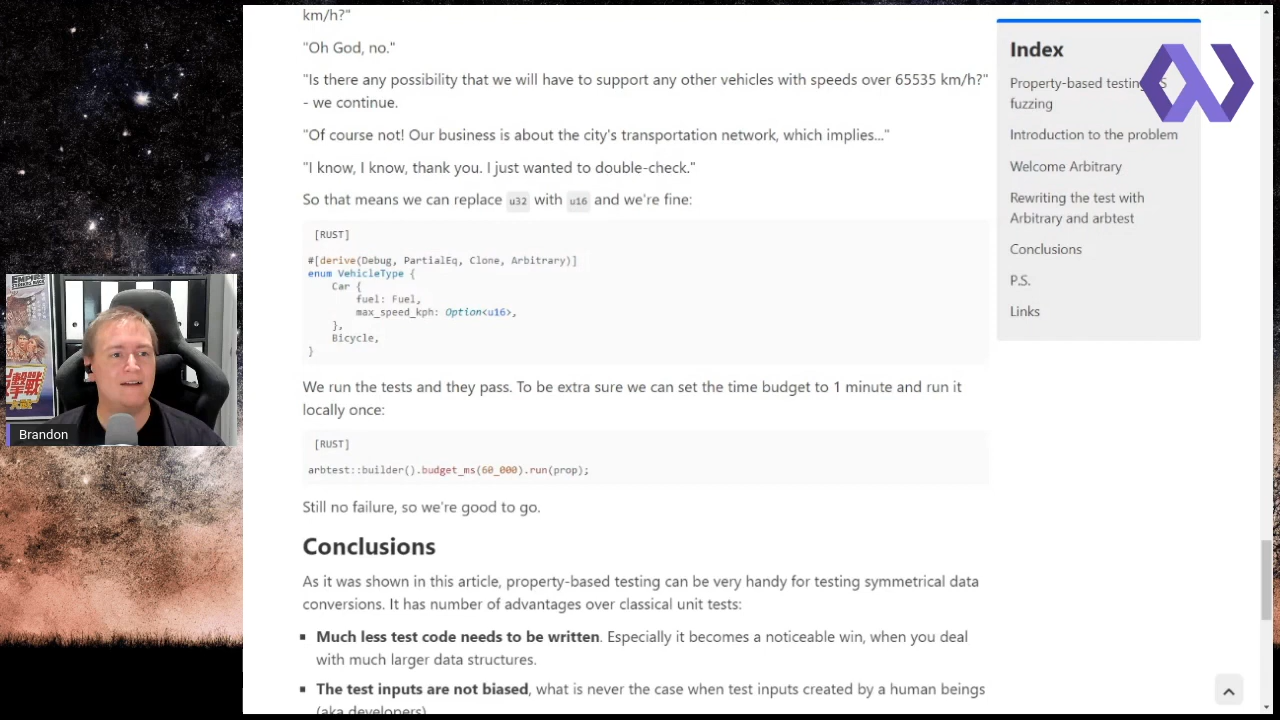 km/h?"
"Oh God, no."
"Is there any possibility that we will have to support any other vehicles with speeds over 65535 km/h?"
- we continue.
"Of course not! Our business is about the city's transportation network, which implies..."
"I know, I know, thank you. I just wanted to double-check."
So that means we can replace u32 with u16 and we're fine:
[RUST]
#[derive(Debug, PartialEq, Clone, Arbitrary)]
enum VehicleType {
Car {
fuel: Fuel,
max_speed_kph: Option<u16>,
},
Bicycle,
}
We run the tests and they pass. To be extra sure we can set the time budget to 1 minute and run it
locally once:
[RUST]
arbtest::builder().budget_ms(60_000).run(prop);
Still no failure, so we're good to go.
Conclusions
As it was shown in this article, property-based testing can be very handy for testing symmetrical data
conversions. It has number of advantages over classical unit tests:
Much less test code needs to be written. Especially it becomes a noticeable win, when you deal
with much larger data structures.
The test inputs are not biased, what is never the case when test inputs created by a human beings
(aka developers)
Index
Property-based testing
fuzzing
Introduction to the problem
Welcome Arbitrary
Rewriting the test with
Arbitrary and arbtest
Conclusions
P.S.
Links
EMPIRE
Brandon